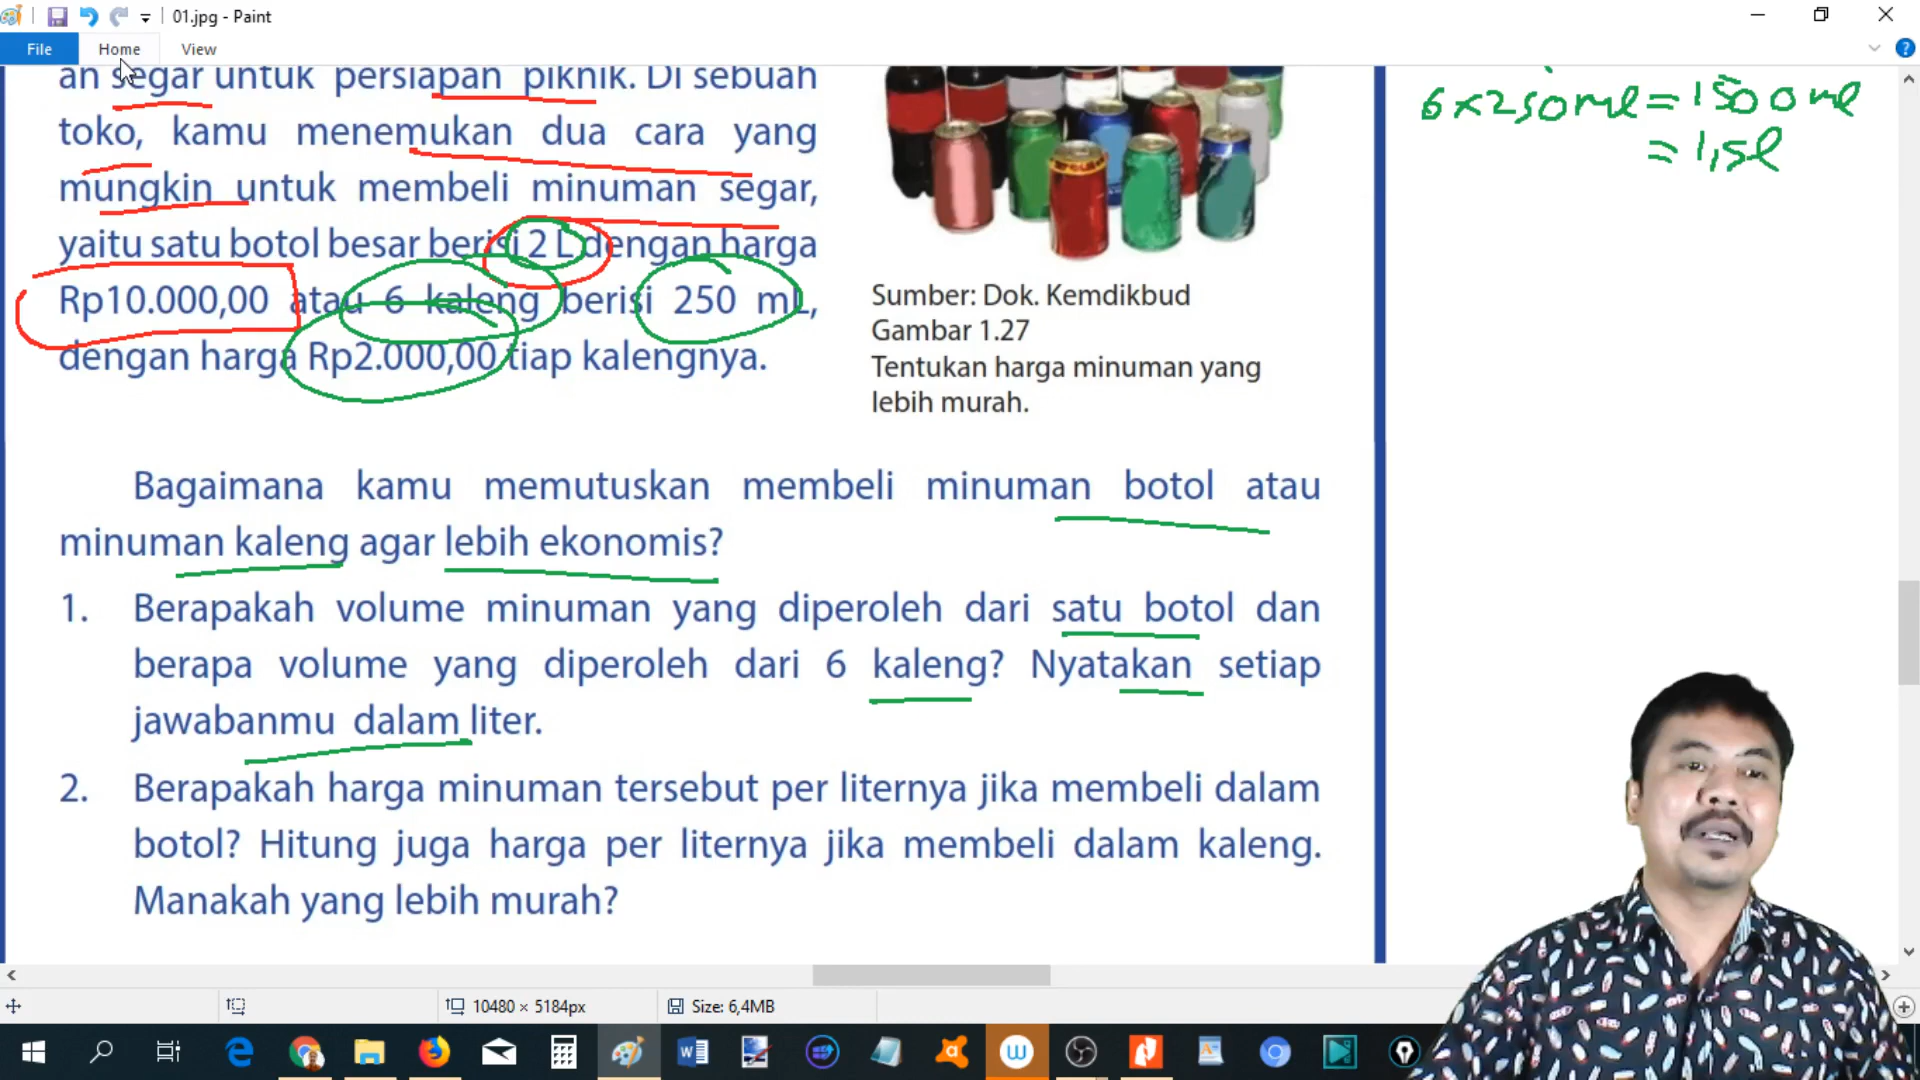 01.jpg - Paint
File Home View
an segar untuk persiapan piknik. Di sebuah
toko, kamu menemukan dua cara yang
mungkin untuk membeli minuman segar,
yaitu satu botol besar berisi 2 L dengan harga
Rp10.000,00 atau 6 kaleng berisi 250 mL,
dengan harga Rp2.000,00 tiap kalengnya.
Sumber: Dok. Kemdikbud
Gambar 1.27
Tentukan harga minuman yang
lebih murah.
6 x 250 ml = 1500 ml
= 1,5 l
Bagaimana kamu memutuskan membeli minuman botol atau
minuman kaleng agar lebih ekonomis?
1. Berapakah volume minuman yang diperoleh dari satu botol dan
berapa volume yang diperoleh dari 6 kaleng? Nyatakan setiap
jawabanmu dalam liter.
2. Berapakah harga minuman tersebut per liternya jika membeli dalam
botol? Hitung juga harga per liternya jika membeli dalam kaleng.
Manakah yang lebih murah?
10480 × 5184px
Size: 6,4MB